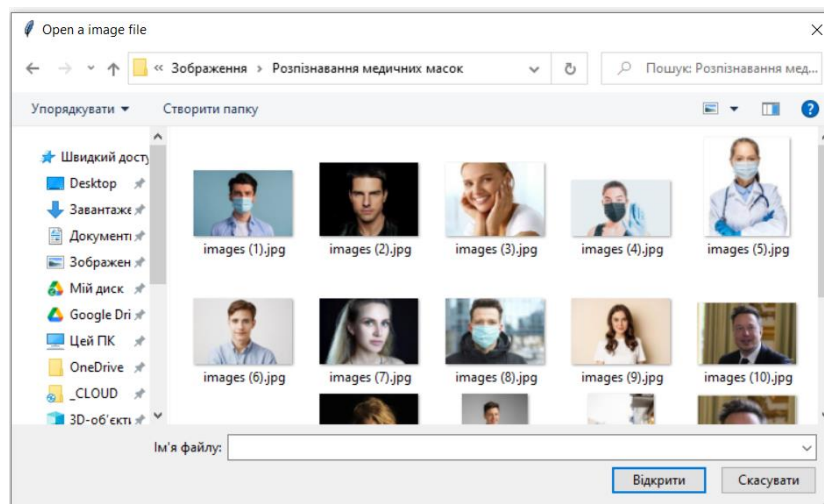 Open a image file
« Зображення › Розпізнавання медичних масок
Пошук: Розпізнавання мед...
Упорядкувати
Створити папку
Швидкий дост
Desktop
Завантаже
Документи
Зображен
Мій диск
Google Dri
Цей ПК
OneDrive
_CLOUD
3D-об'єкти
images (1).jpg
images (2).jpg
images (3).jpg
images (4).jpg
images (5).jpg
images (6).jpg
images (7).jpg
images (8).jpg
images (9).jpg
images (10).jpg
Ім'я файлу:
Відкрити
Скасувати